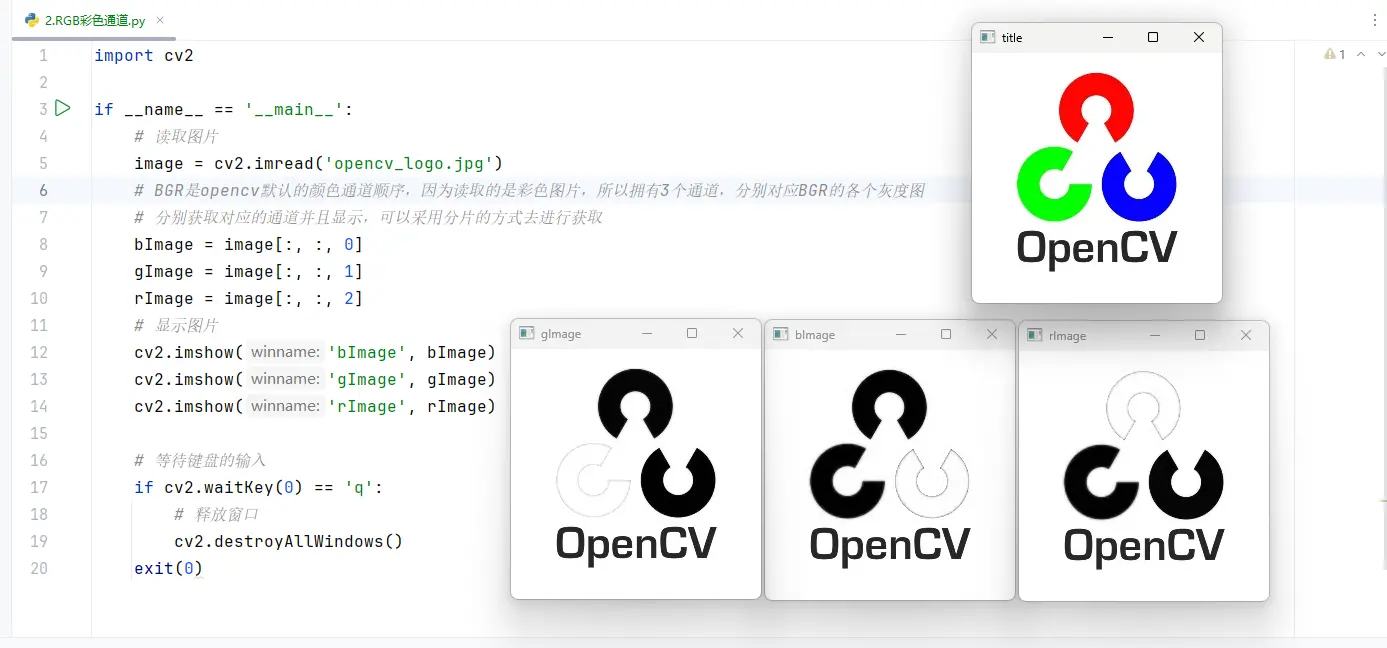 2.RGB彩色通道.py
1 import cv2
2
3 if __name__ == '__main__':
4 # 读取图片
5 image = cv2.imread('opencv_logo.jpg')
6 # BGR是opencv默认的颜色通道顺序，因为读取的是彩色图片，所以拥有3个通道，分别对应BGR的各个灰度图
7 # 分别获取对应的通道并且显示，可以采用分片的方式去进行获取
8 bImage = image[:, :, 0]
9 gImage = image[:, :, 1]
10 rImage = image[:, :, 2]
11 # 显示图片
12 cv2.imshow( winname: 'bImage', bImage)
13 cv2.imshow( winname: 'gImage', gImage)
14 cv2.imshow( winname: 'rImage', rImage)
15
16 # 等待键盘的输入
17 if cv2.waitKey(0) == 'q':
18 # 释放窗口
19 cv2.destroyAllWindows()
20 exit(0)
1
title
OpenCV
gImage
OpenCV
bImage
OpenCV
rImage
OpenCV